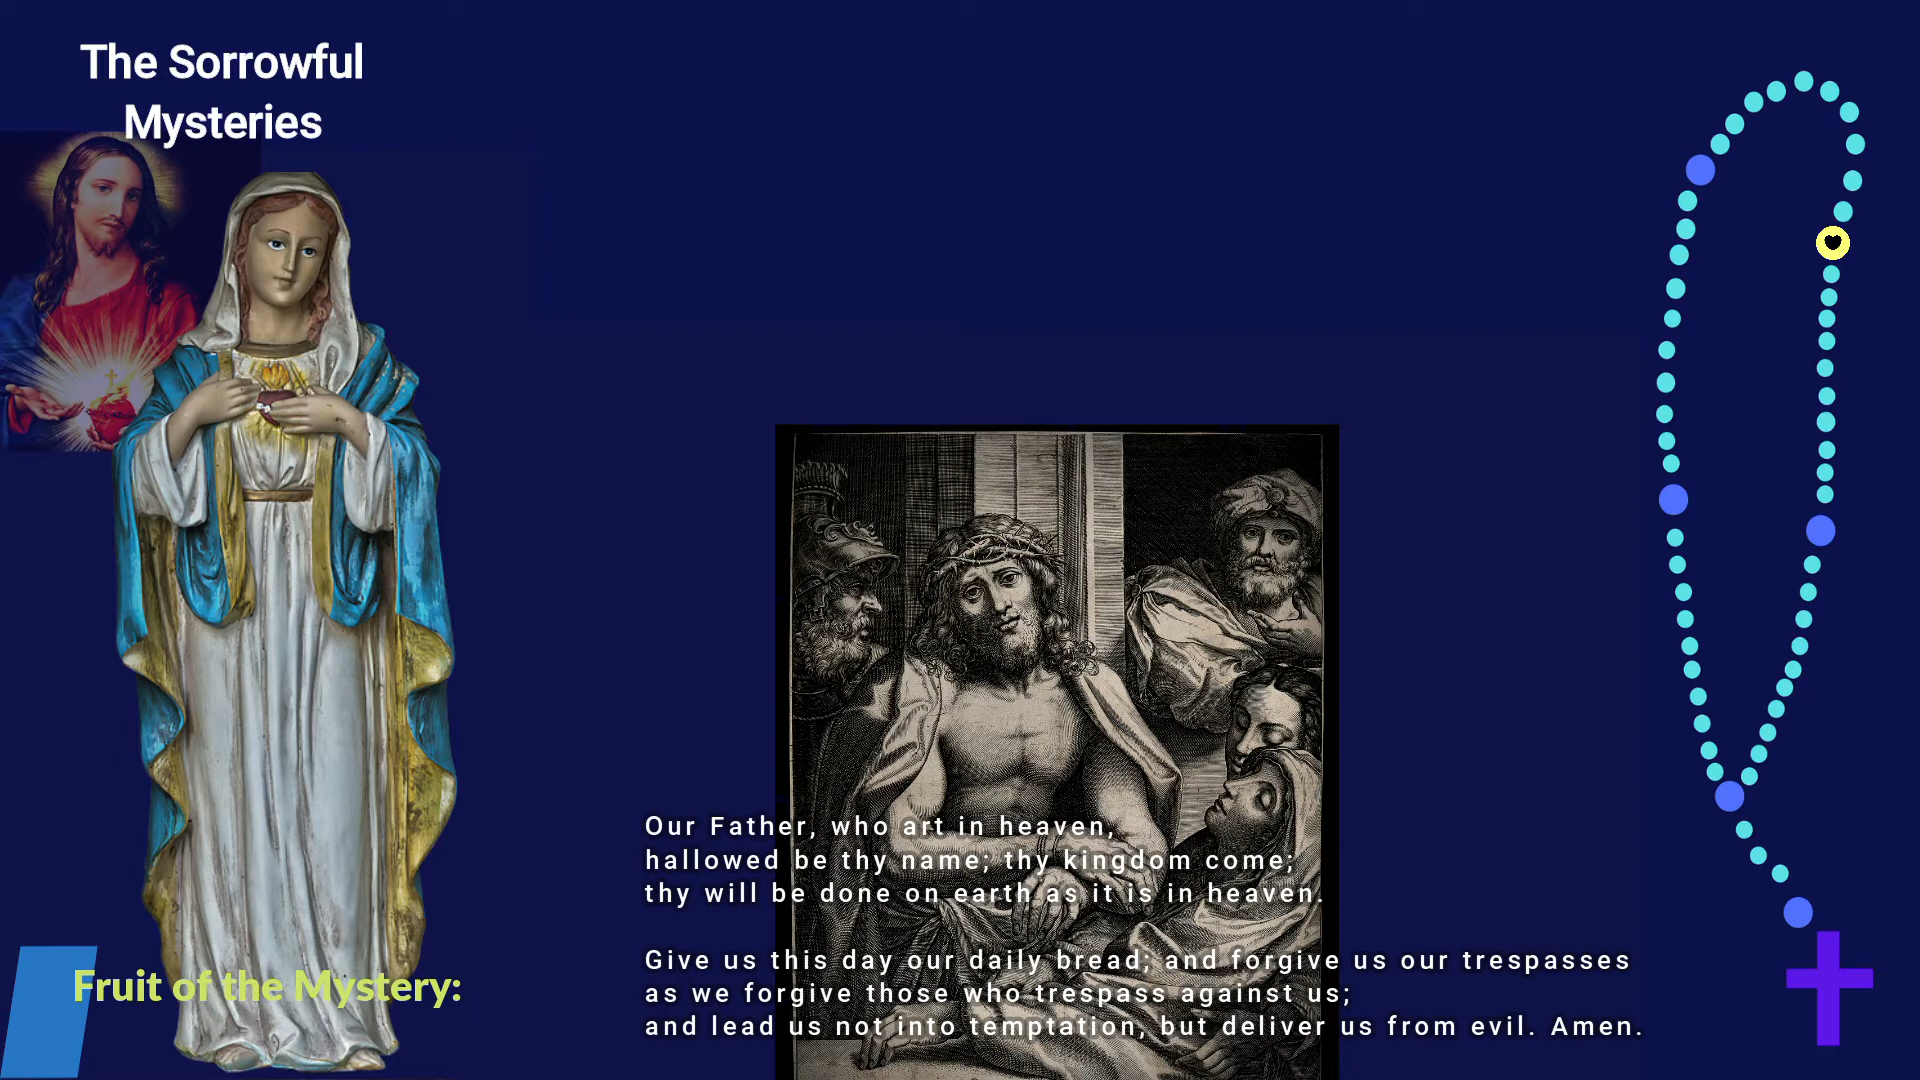 The Sorrowful
Mysteries
Our Father, who art in heaven,
hallowed be thy name; thy kingdom come;
thy will be done on earth as it is in heaven.
Give us this day our daily bread; and forgive us our trespasses
as we forgive those who trespass against us;
and lead us not into temptation, but deliver us from evil. Amen.
Fruit of the Mystery: